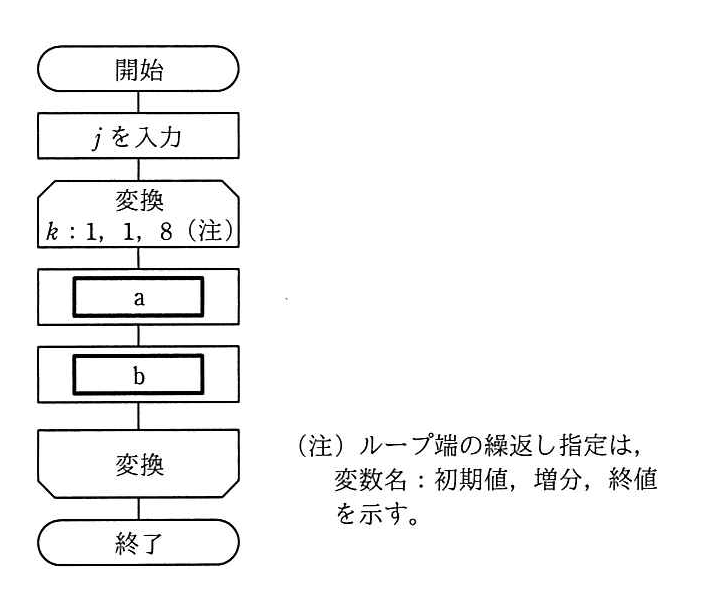 開始
jを入力
変換
k：1，1，8（注）
a
b
変換
終了
（注）ループ端の繰返し指定は，
変数名：初期値，増分，終値
を示す。